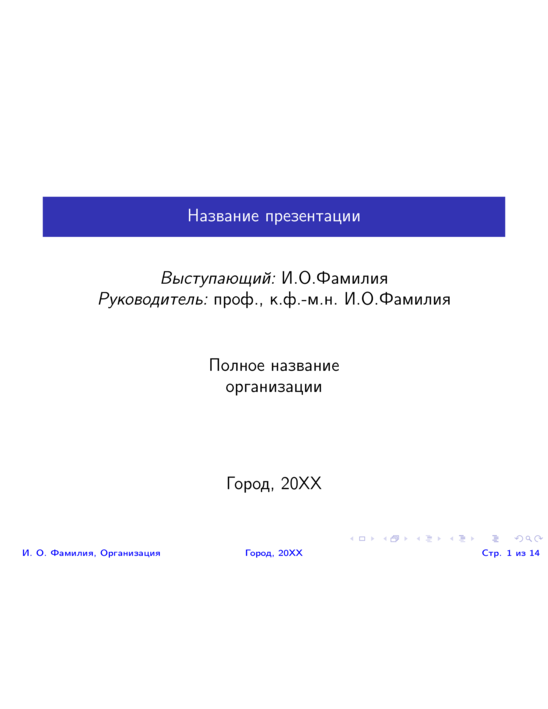 Название презентации
Выступающий: И.О.Фамилия
Руководитель: проф., к.ф.-м.н. И.О.Фамилия
Полное название
организации
Город, 20XX
И. О. Фамилия, Организация Город, 20XX Стр. 1 из 14